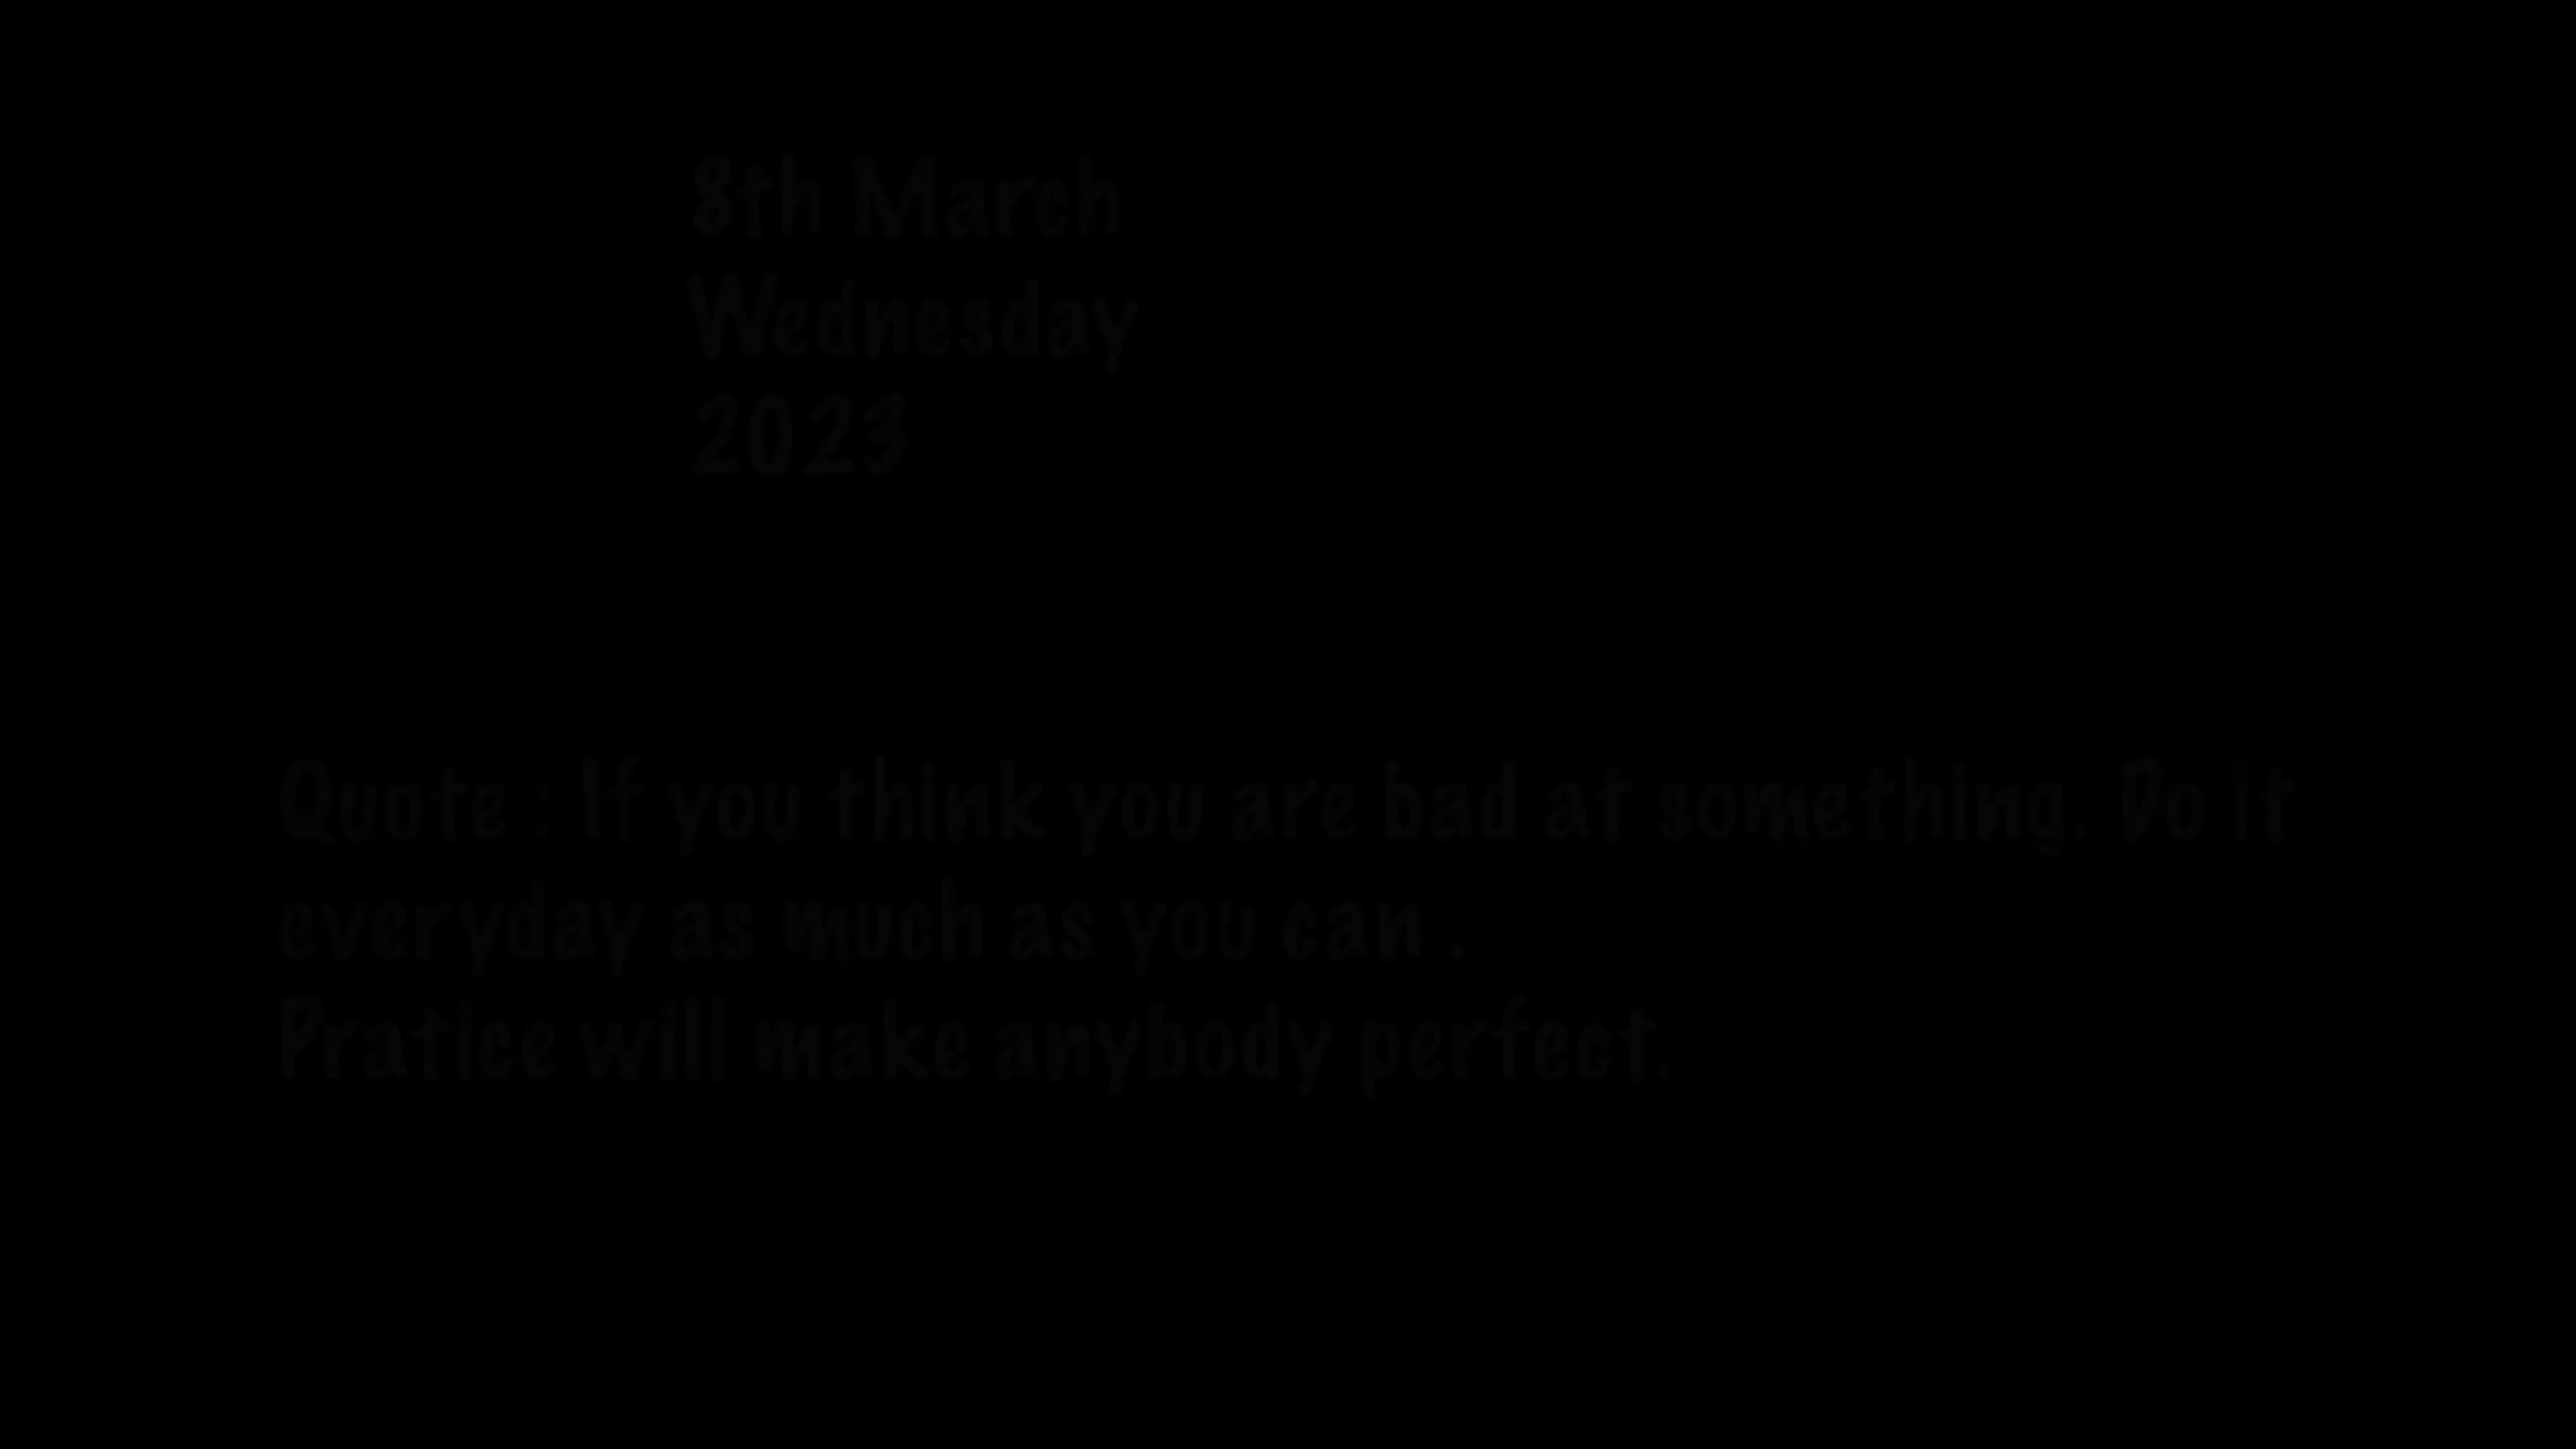 8th March
Wednesday
2023
Quote : If you think you are bad at something. Do it
everyday as much as you can .
Pratice will make anybody perfect.